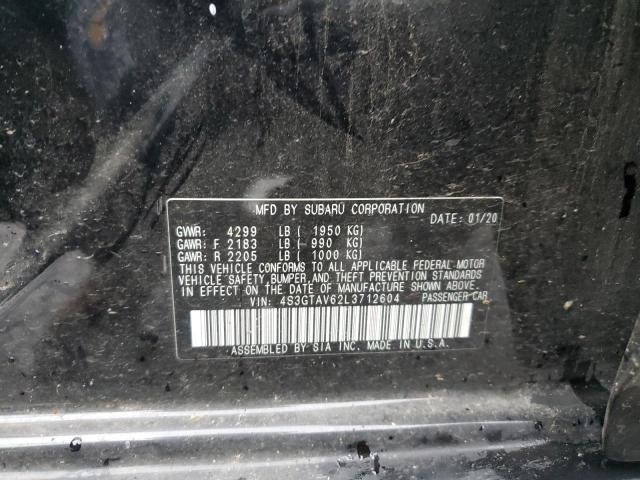 MFD BY SUBARU CORPORATION
DATE: 01/20
GVWR: 4299 LB ( 1950 KG)
GAWR: F 2183 LB ( 990 KG)
GAWR: R 2205 LB ( 1000 KG)
THIS VEHICLE CONFORMS TO ALL APPLICABLE FEDERAL MOTOR
VEHICLE SAFETY, BUMPER, AND THEFT PREVENTION STANDARDS
IN EFFECT ON THE DATE OF MANUFACTURE SHOWN ABOVE.
VIN: 4S3GTAV62L3712604 PASSENGER CAR
ASSEMBLED BY SIA INC. MADE IN U.S.A.